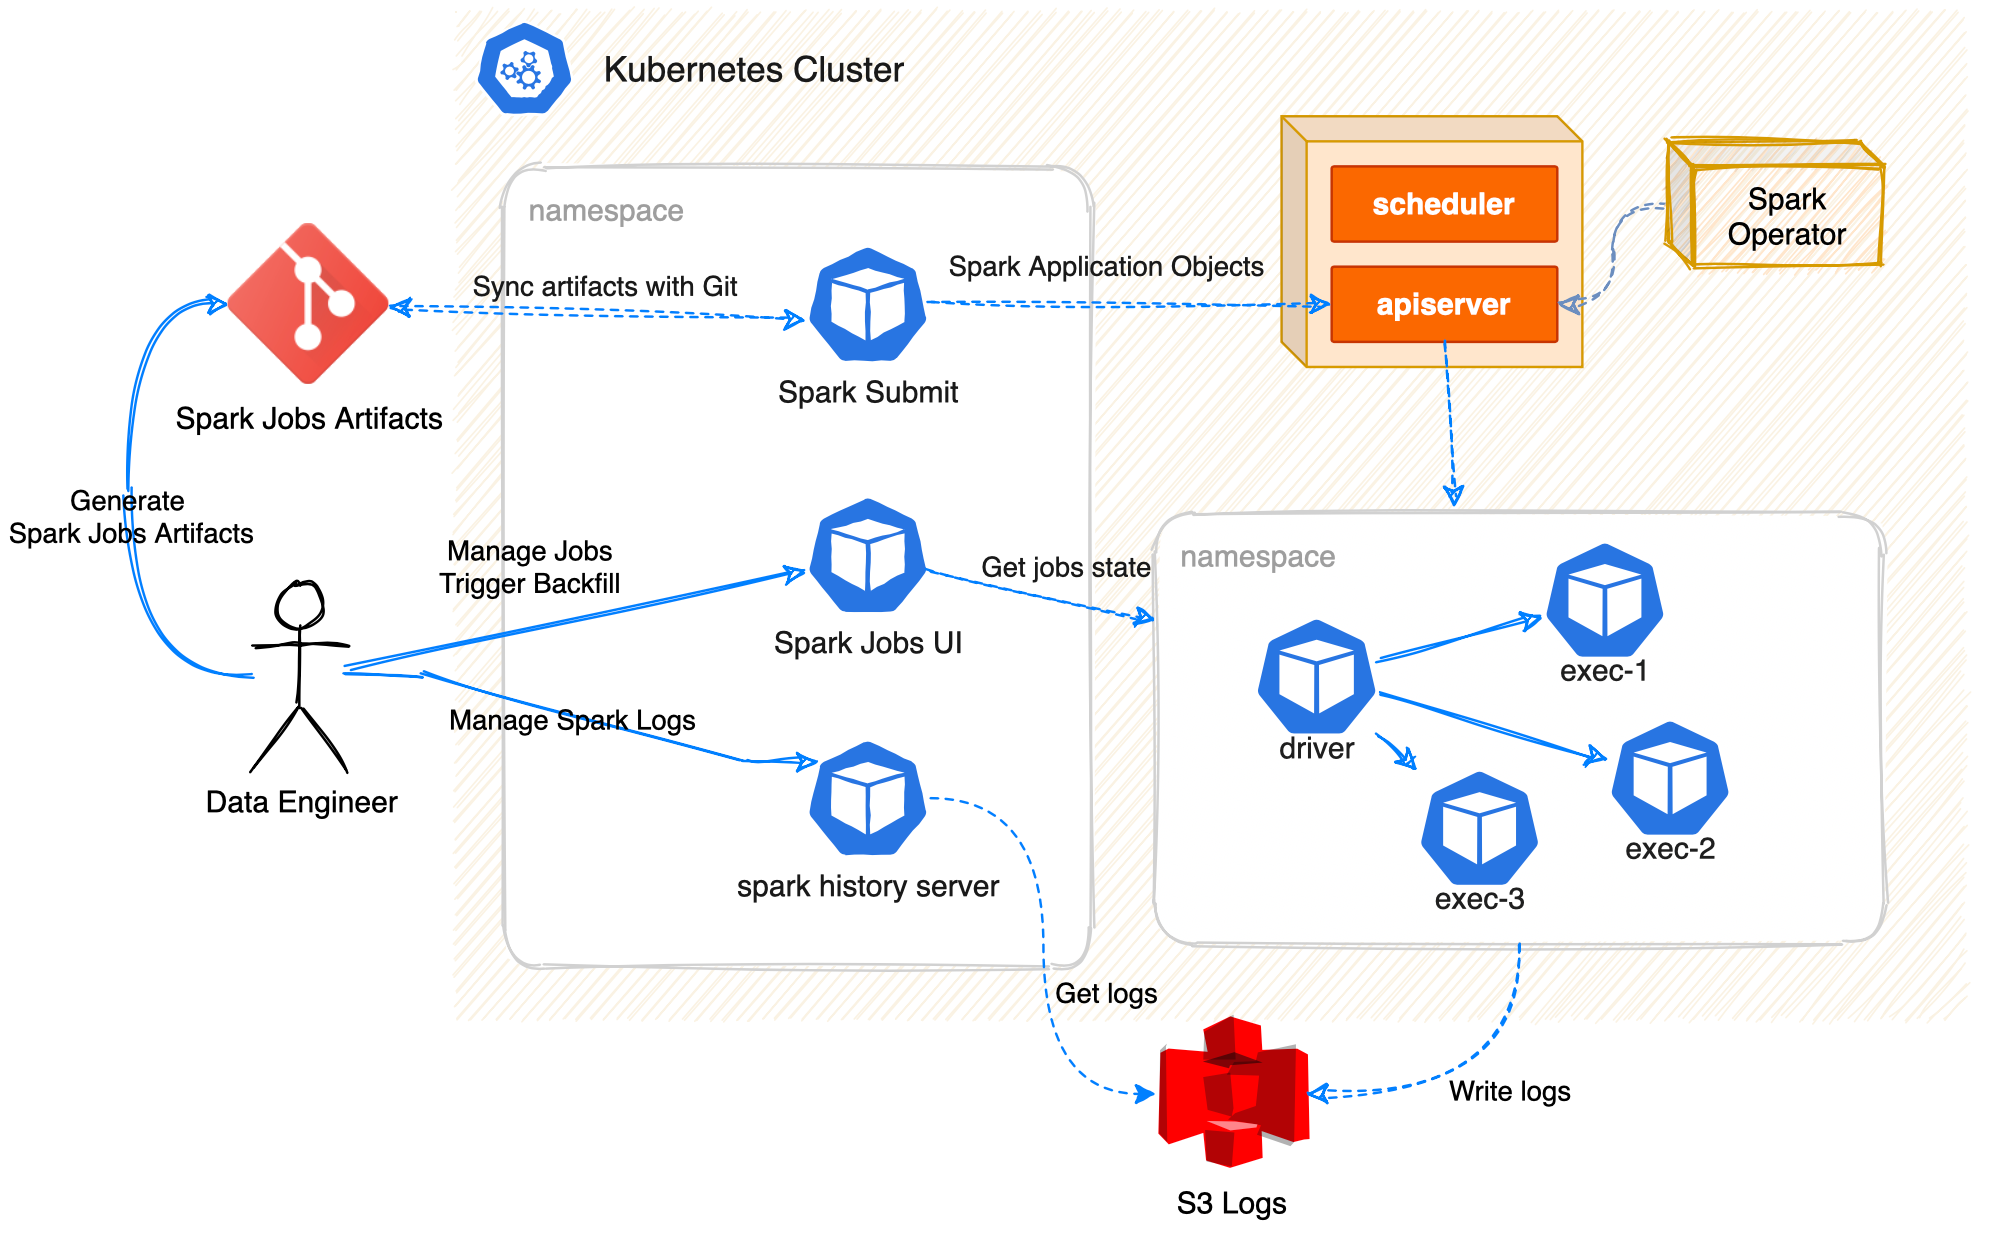 Kubernetes Cluster
namespace
scheduler
Spark
Operator
Sync artifacts with Git
Spark Application Objects
apiserver
Spark Submit
Spark Jobs Artifacts
Generate
Spark Jobs Artifacts
Manage Jobs
Trigger Backfill
Get jobs state
namespace
Spark Jobs UI
exec-1
Manage Spark Logs
driver
Data Engineer
exec-2
spark history server
exec-3
Get logs
Write logs
S3 Logs